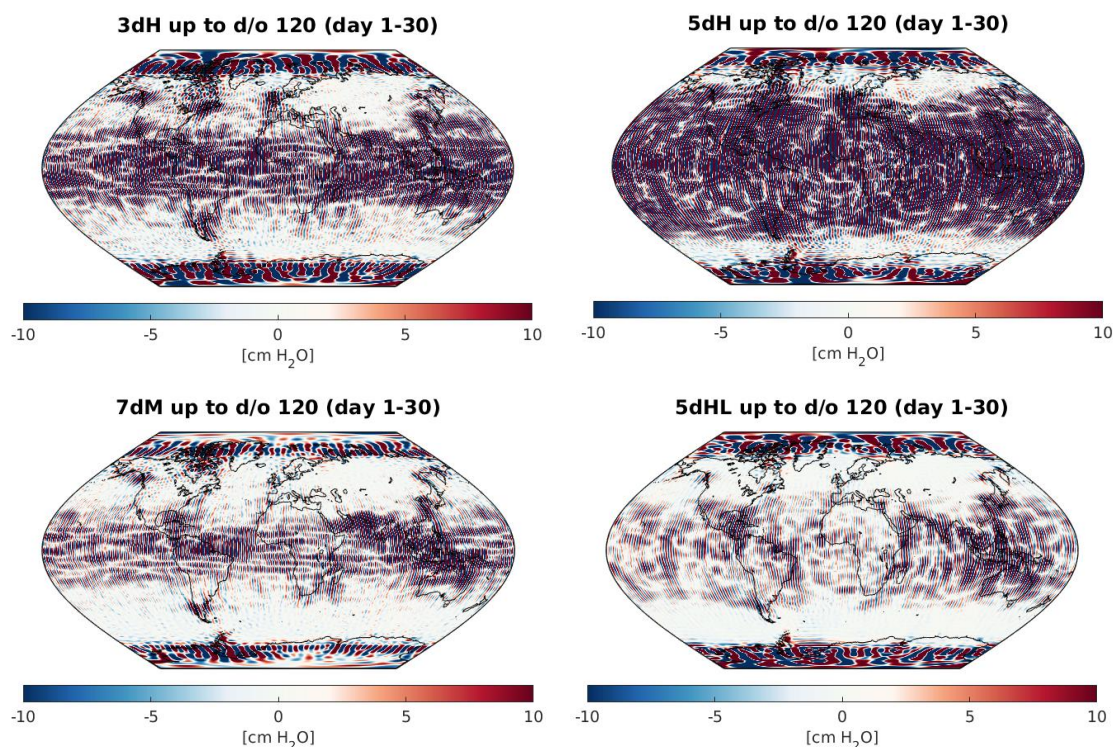 3dH up to d/o 120 (day 1-30)
5dH up to d/o 120 (day 1-30)
-10 -5 0 5 10
[cm H₂O]
-10 -5 0 5 10
[cm H₂O]
7dM up to d/o 120 (day 1-30)
5dHL up to d/o 120 (day 1-30)
-10 -5 0 5 10
[cm H₂O]
-10 -5 0 5 10
[cm H₂O]